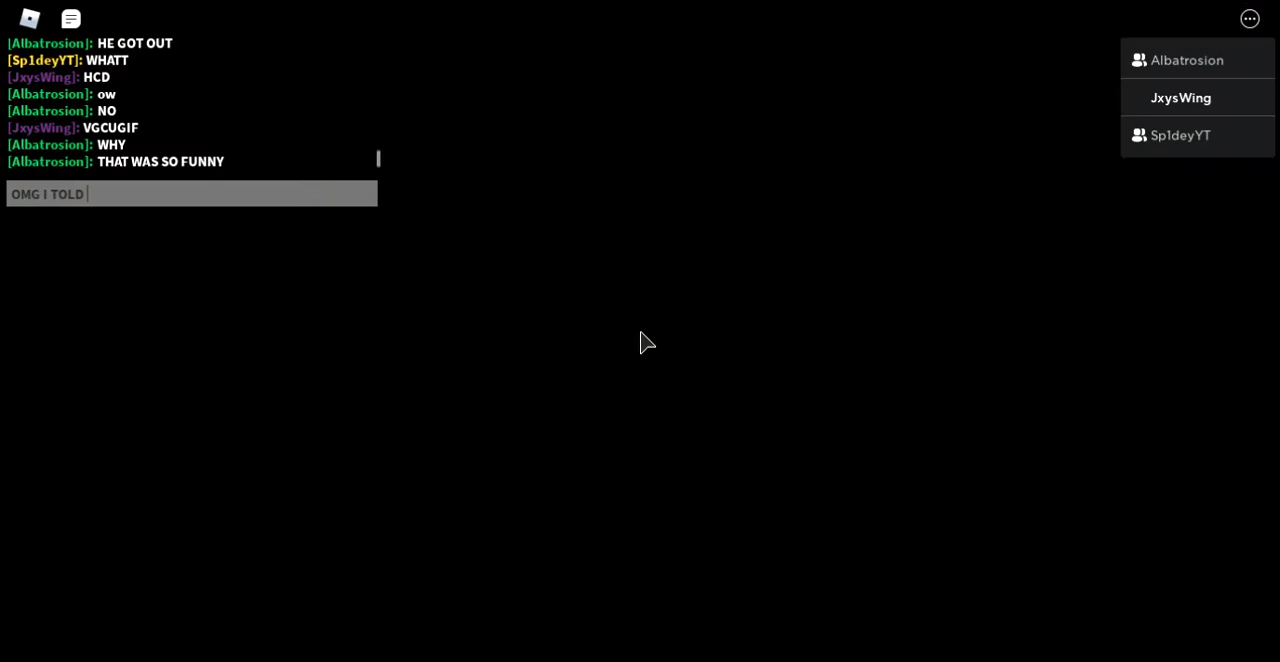 [Albatrosion]: HE GOT OUT
[Sp1deyYT]: WHATT
[JxysWing]: HCD
[Albatrosion]: ow
[Albatrosion]: NO
[JxysWing]: VGCUGIF
[Albatrosion]: WHY
[Albatrosion]: THAT WAS SO FUNNY
OMG I TOLD
Albatrosion
JxysWing
Sp1deyYT